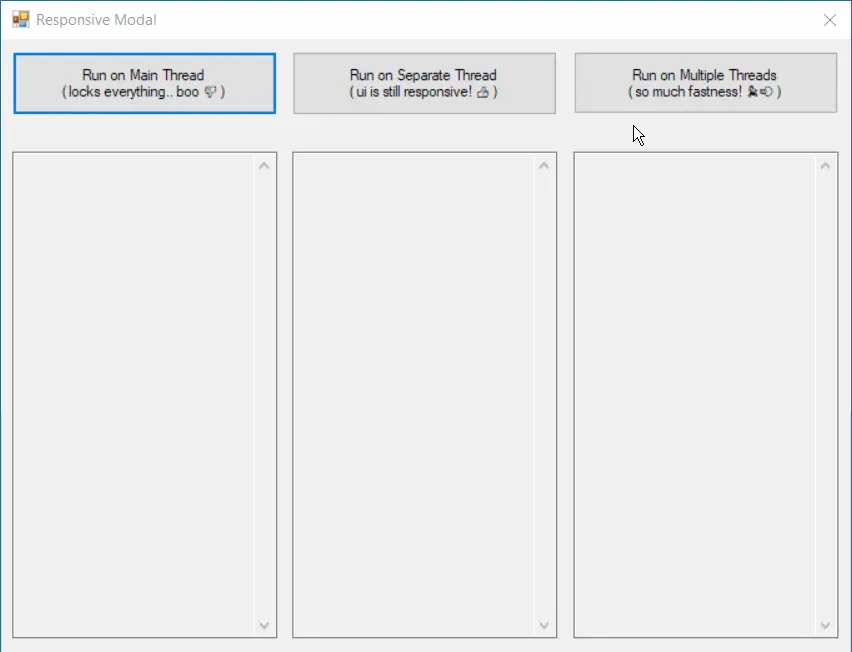 Responsive Modal
Run on Main Thread
( locks everything.. boo 👎 )
Run on Separate Thread
( ui is still responsive! 👍 )
Run on Multiple Threads
( so much fastness! )